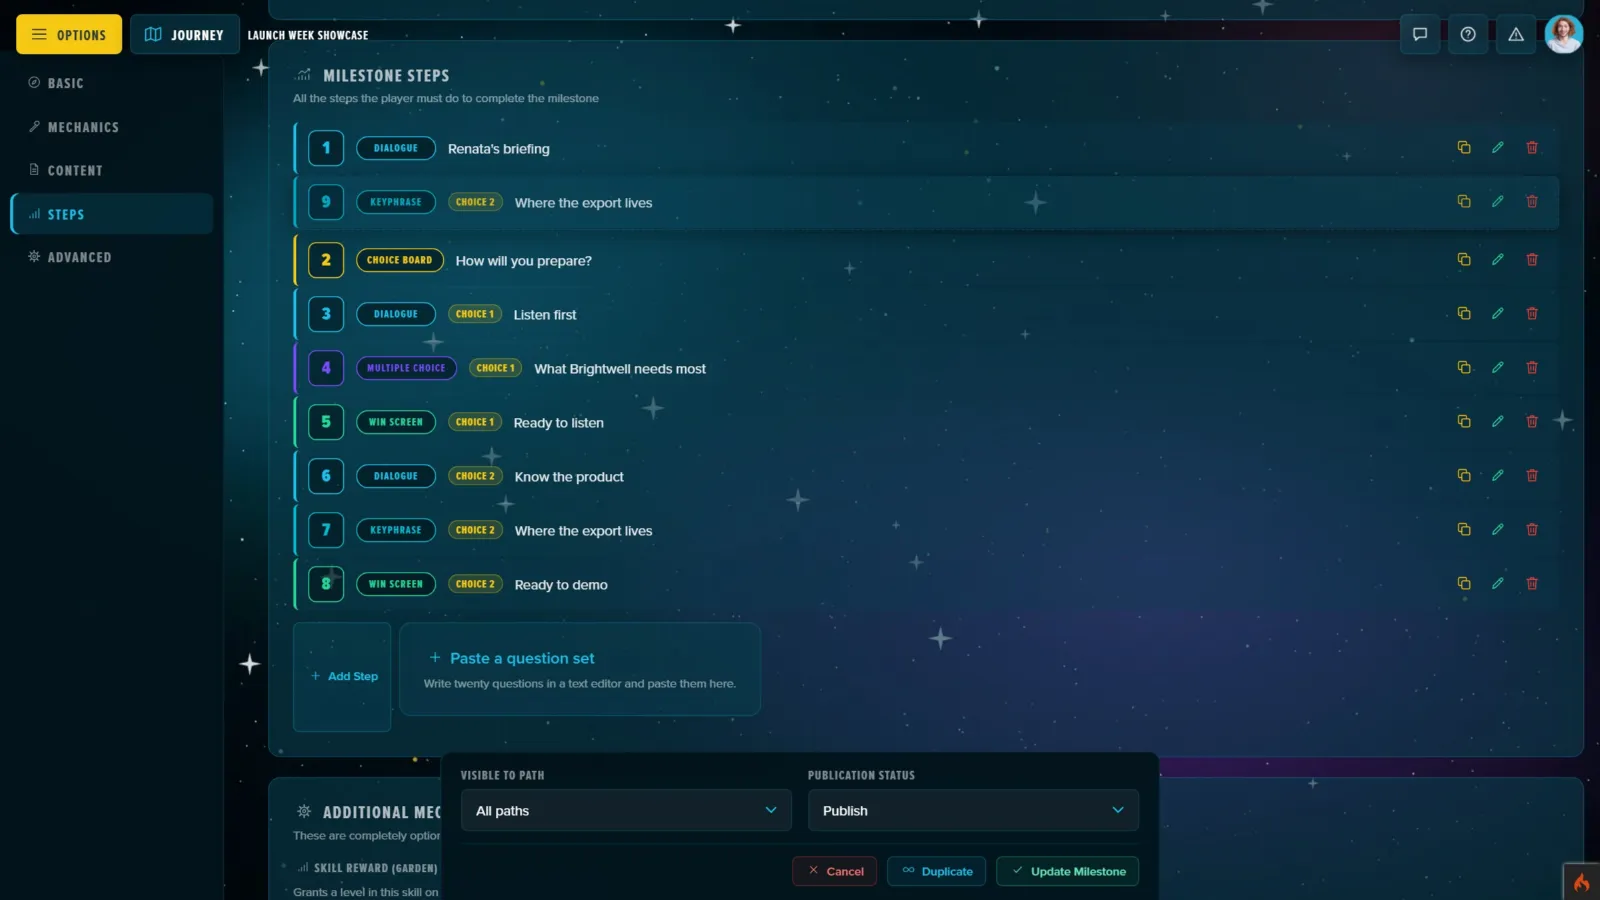 OPTIONS
JOURNEY
LAUNCH WEEK SHOWCASE
BASIC
MECHANICS
CONTENT
STEPS
ADVANCED
MILESTONE STEPS
All the steps the player must do to complete the milestone
1 DIALOGUE Renata's briefing
9 KEYPHRASE CHOICE 2 Where the export lives
2 CHOICE BOARD How will you prepare?
3 DIALOGUE CHOICE 1 Listen first
4 MULTIPLE CHOICE CHOICE 1 What Brightwell needs most
5 WIN SCREEN CHOICE 1 Ready to listen
6 DIALOGUE CHOICE 2 Know the product
7 KEYPHRASE CHOICE 2 Where the export lives
8 WIN SCREEN CHOICE 2 Ready to demo
+ Add Step
+ Paste a question set
Write twenty questions in a text editor and paste them here.
ADDITIONAL MEC
These are completely option
SKILL REWARD (GARDEN)
Grants a level in this skill on
VISIBLE TO PATH
All paths
PUBLICATION STATUS
Publish
Cancel
Duplicate
Update Milestone